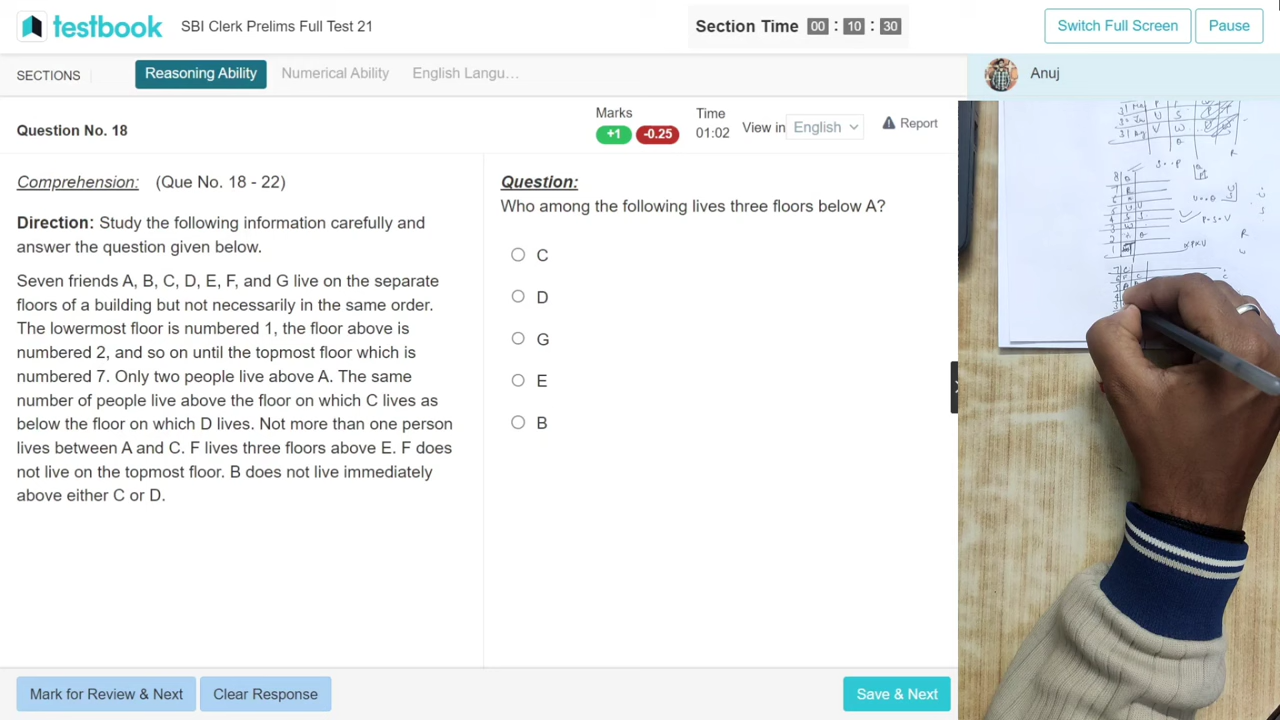 testbook
SBI Clerk Prelims Full Test 21
Section Time 00 : 10 : 30
Switch Full Screen
Pause
SECTIONS
Reasoning Ability
Numerical Ability
English Langu...
Anuj
Question No. 18
Marks
+1 -0.25
Time
01:02
View in English
Report
Comprehension: (Que No. 18 - 22)
Direction: Study the following information carefully and
answer the question given below.
Seven friends A, B, C, D, E, F, and G live on the separate
floors of a building but not necessarily in the same order.
The lowermost floor is numbered 1, the floor above is
numbered 2, and so on until the topmost floor which is
numbered 7. Only two people live above A. The same
number of people live above the floor on which C lives as
below the floor on which D lives. Not more than one person
lives between A and C. F lives three floors above E. F does
not live on the topmost floor. B does not live immediately
above either C or D.
Question:
Who among the following lives three floors below A?
C
D
G
E
B
Mark for Review & Next
Clear Response
Save & Next